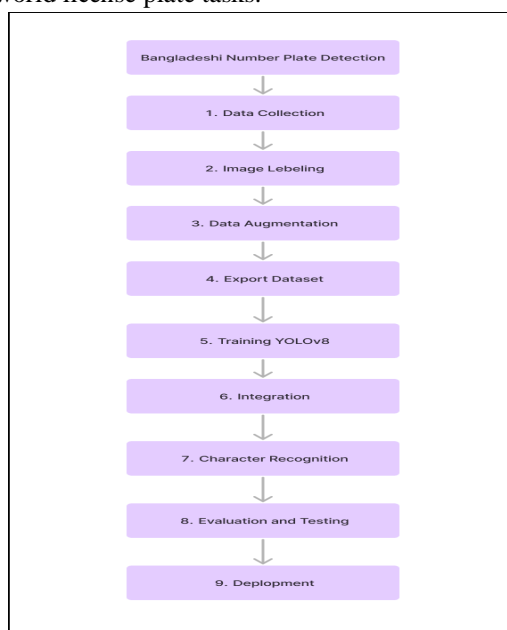 world license plate tasks.
Bangladeshi Number Plate Detection
1. Data Collection
2. Image Lebeling
3. Data Augmentation
4. Export Dataset
5. Training YOLOv8
6. Integration
7. Character Recognition
8. Evaluation and Testing
9. Deplopment